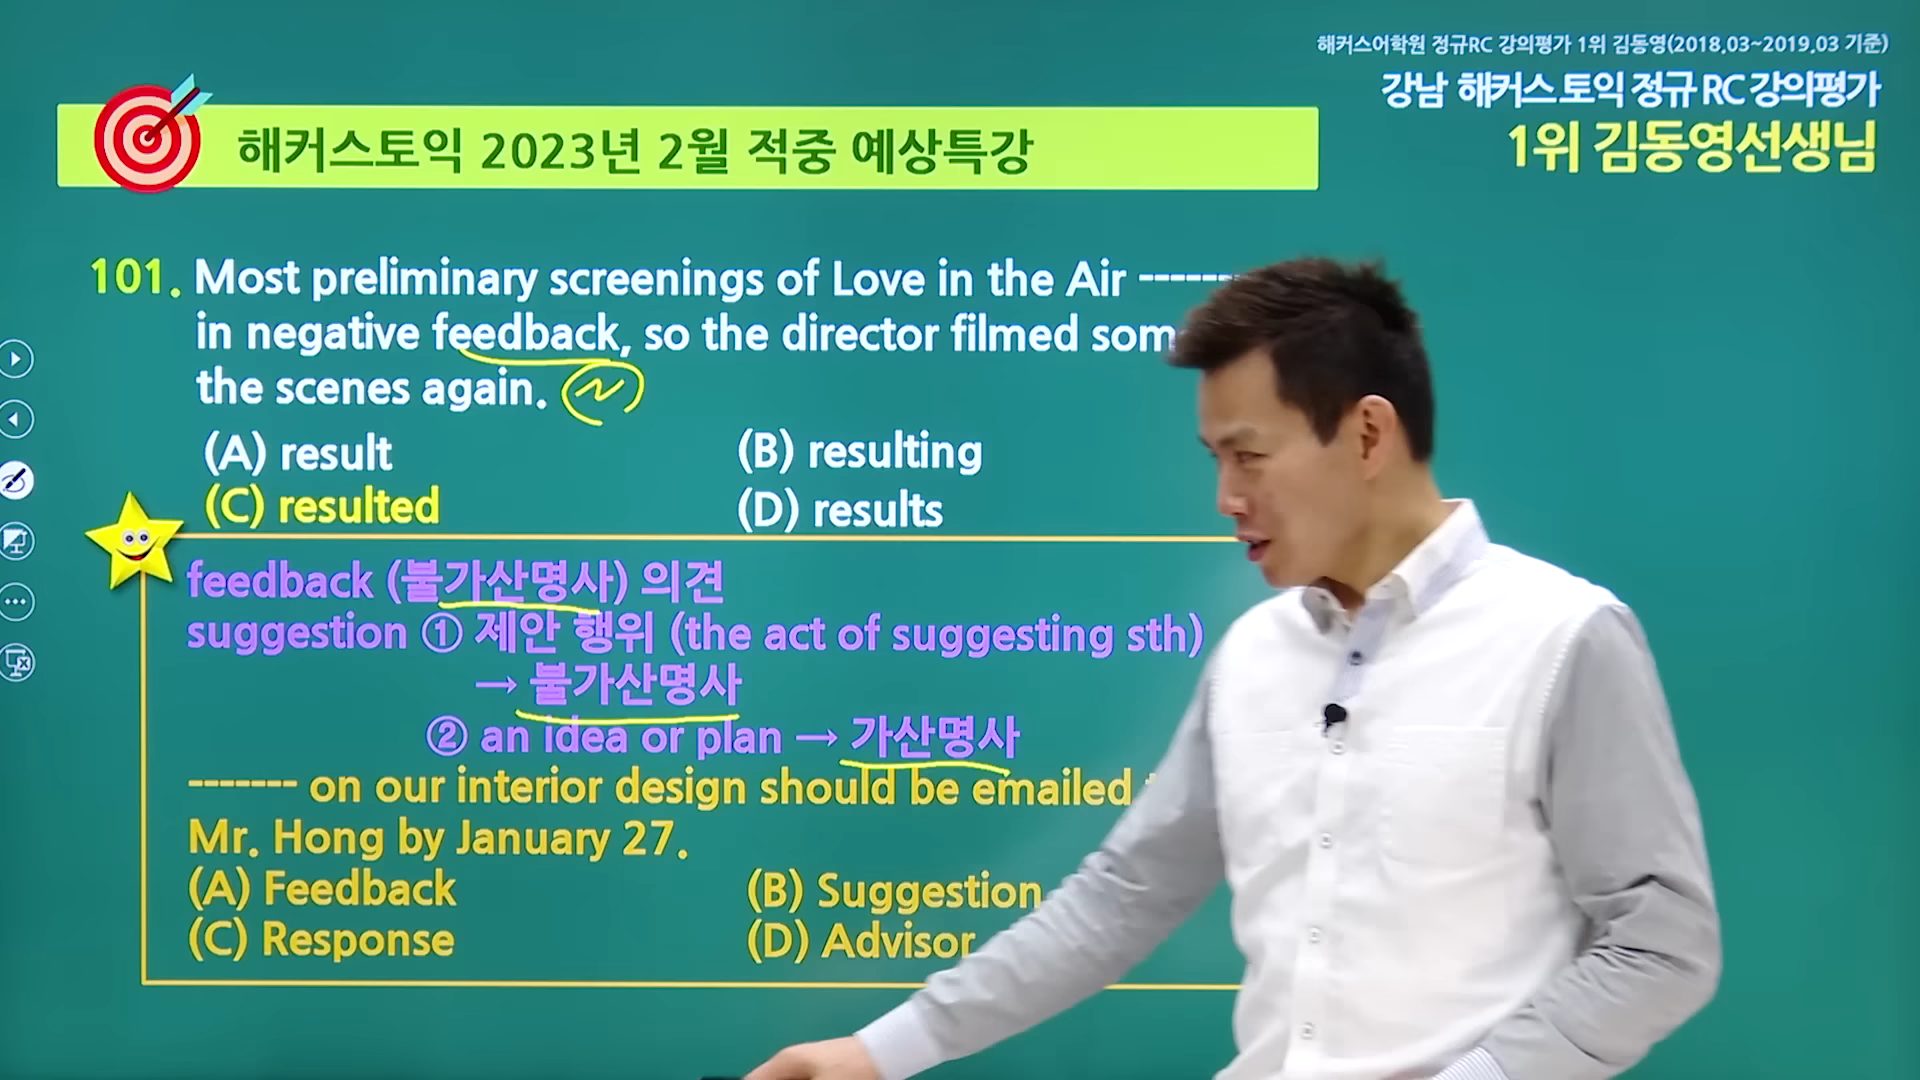 해커스어학원 정규RC 강의평가 1위 김동영(2018.03~2019.03 기준)
강남 해커스 토익 정규 RC 강의평가
1위 김동영선생님
해커스토익 2023년 2월 적중 예상특강
101. Most preliminary screenings of Love in the Air -------
in negative feedback, so the director filmed
the scenes again. N
(A) result (B) resulting
(C) resulted (D) results
feedback (불가산명사) 의견
suggestion ① 제안 행위 (the act of suggesting sth)
→ 불가산명사
② an idea or plan → 가산명사
------- on our interior design should be emailed
Mr. Hong by January 27.
(A) Feedback (B) Suggestion
(C) Response (D) Advisor